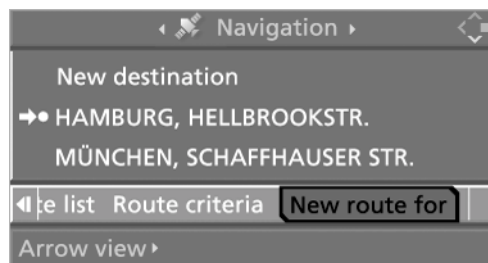 Navigation
New destination
HAMBURG, HELLBROOKSTR.
MÜNCHEN, SCHAFFHAUSER STR.
list Route criteria New route for
Arrow view